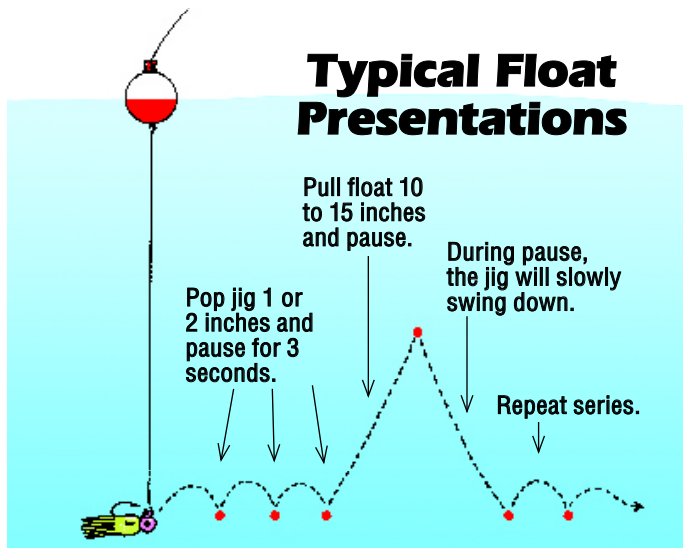 Typical Float
Presentations
Pull float 10
to 15 inches
and pause.
During pause,
the jig will slowly
swing down.
Pop jig 1 or
2 inches and
pause for 3
seconds.
Repeat series.